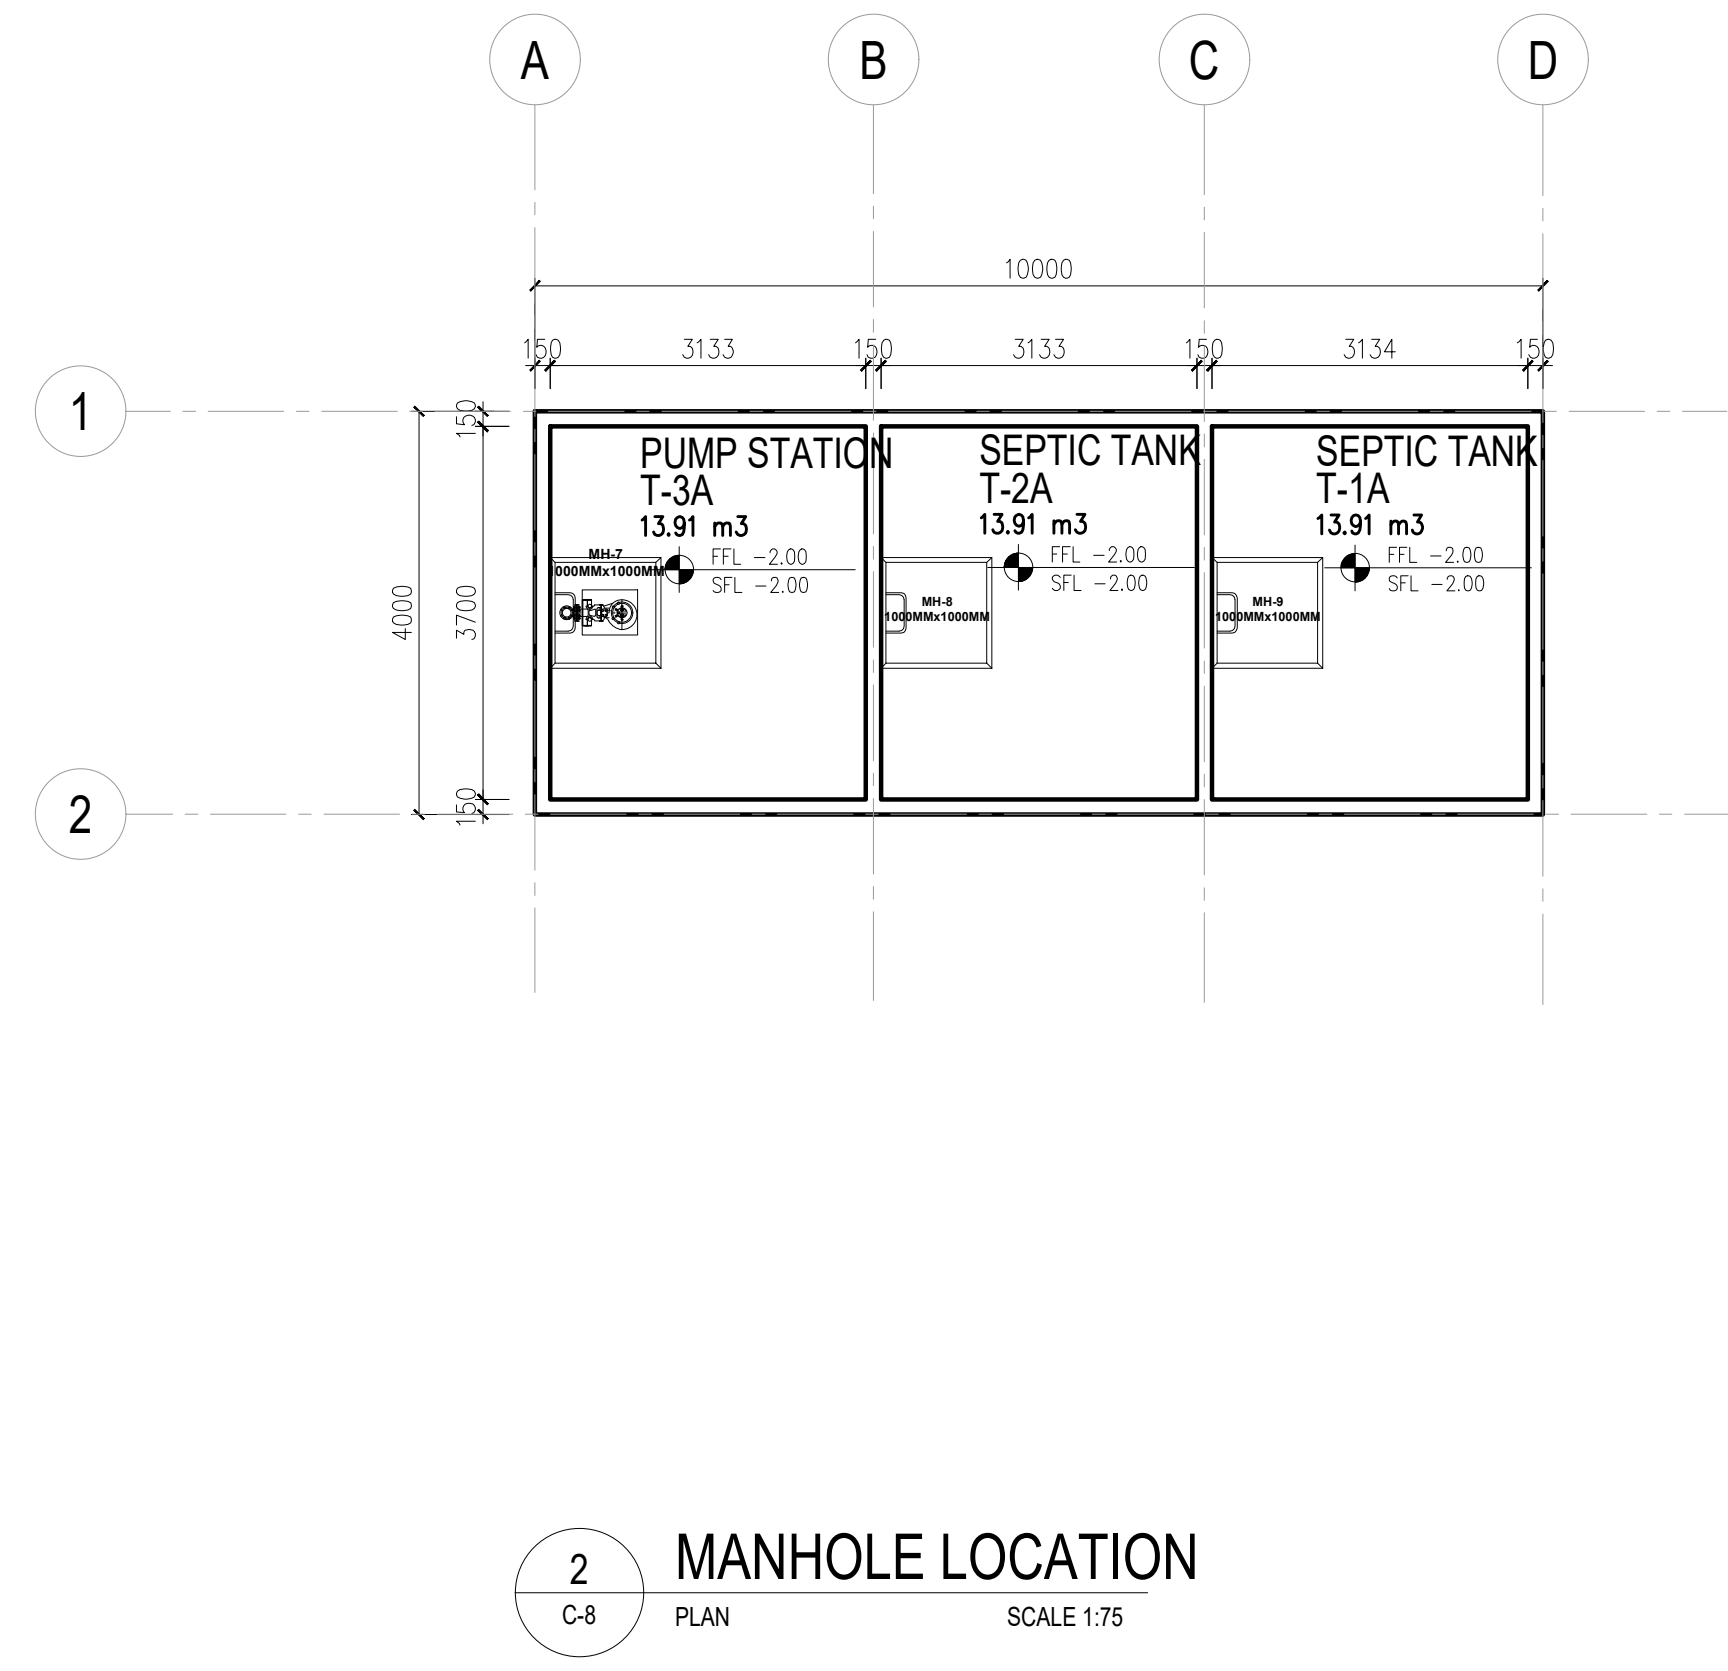 A B C D
10000
150 3133 150 3133 150 3134 150
1
150
PUMP STATION
T-3A
13.91 m3
FFL -2.00
SFL -2.00
MH-7
1000MMx1000MM
SEPTIC TANK
T-2A
13.91 m3
FFL -2.00
SFL -2.00
MH-8
1000MMx1000MM
SEPTIC TANK
T-1A
13.91 m3
FFL -2.00
SFL -2.00
MH-9
1000MMx1000MM
4000
3700
150
2
2
C-8
MANHOLE LOCATION
PLAN SCALE 1:75